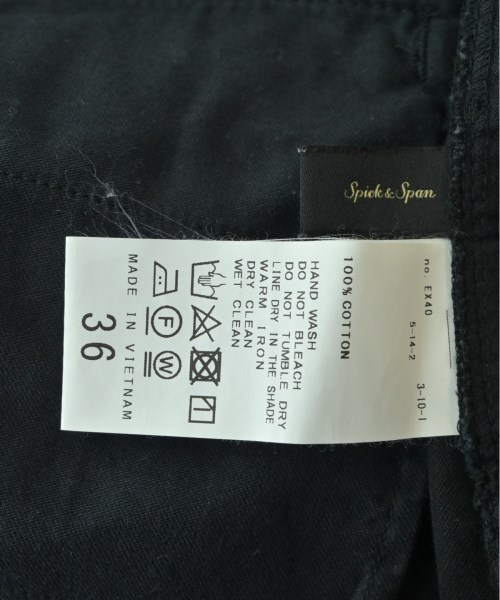 Spick & Span
no. EX40
5-14-2
3-10-1
100% COTTON
HAND WASH
DO NOT BLEACH
DO NOT TUMBLE DRY
LINE DRY IN THE SHADE
WARM IRON
DRY CLEAN
WET CLEAN
F
W
MADE IN VIETNAM
36